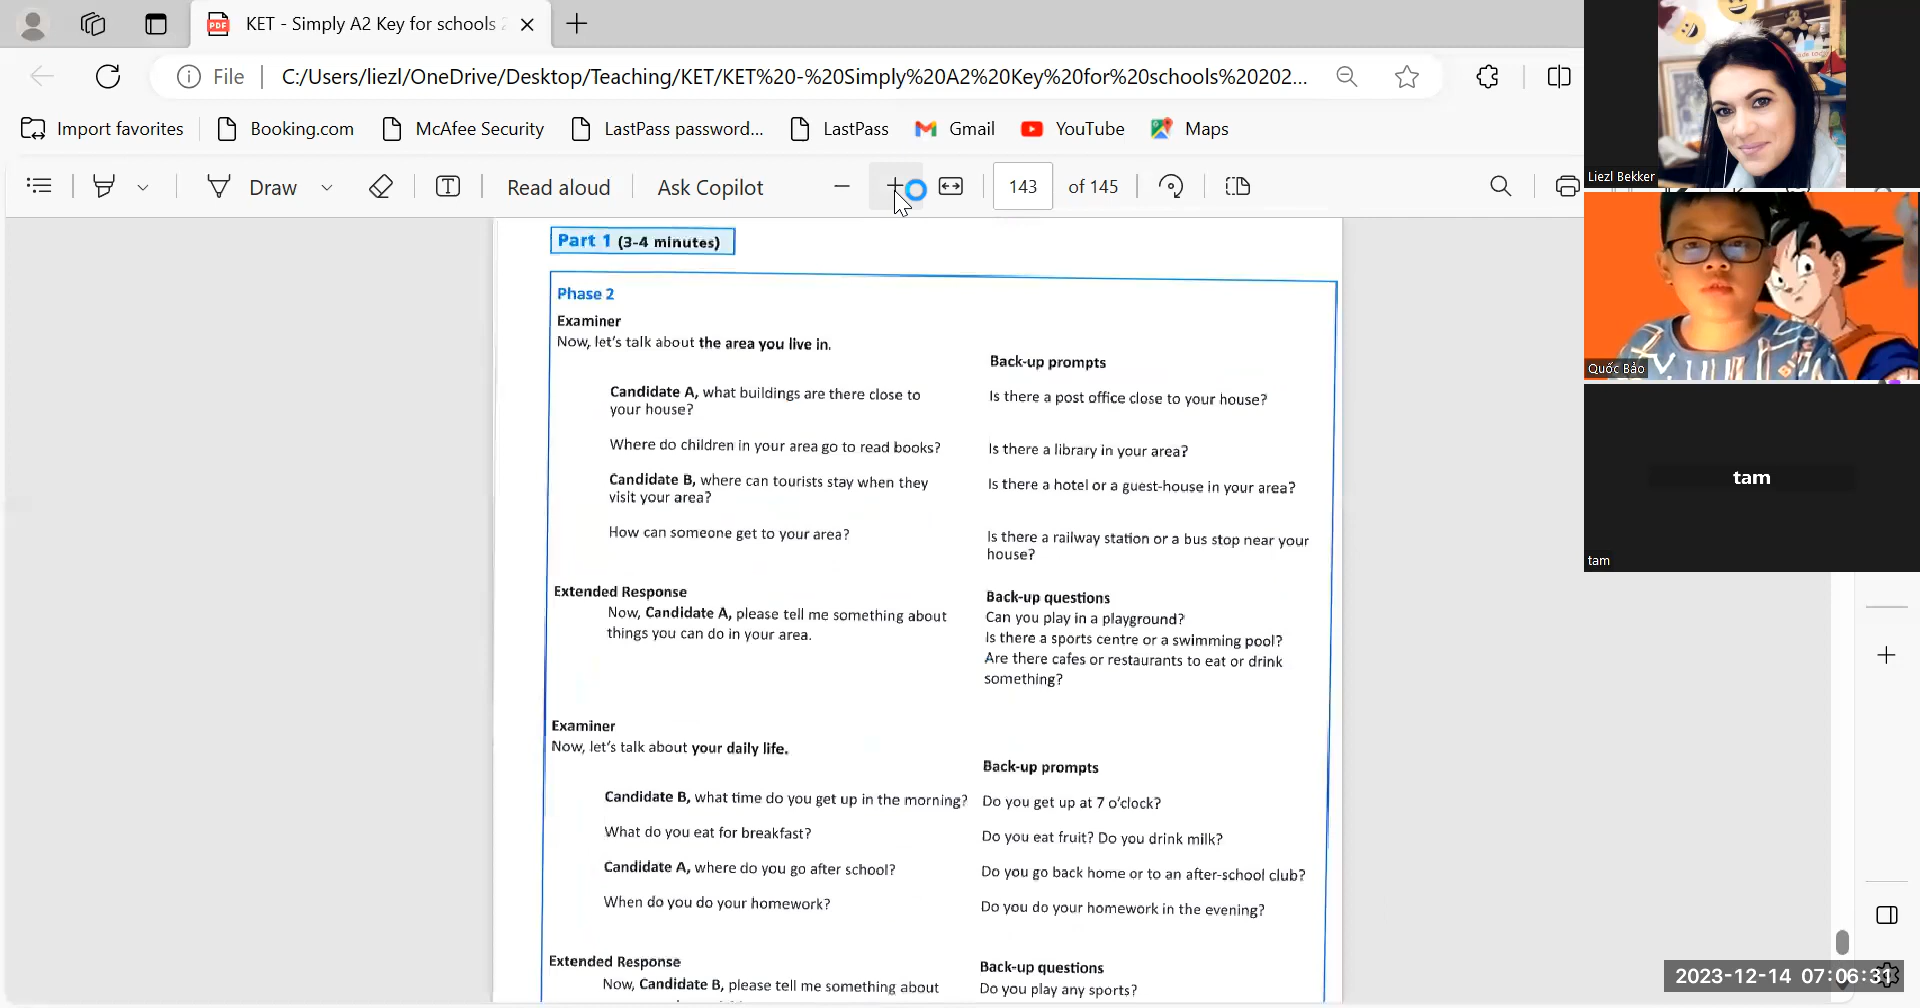 KET - Simply A2 Key for schools 2
File
C:/Users/liezl/OneDrive/Desktop/Teaching/KET/KET%20-%20Simply%20A2%20Key%20for%20schools%20202...
Import favorites
Booking.com
McAfee Security
LastPass password...
LastPass
Gmail
YouTube
Maps
Draw
Read aloud
Ask Copilot
143 of 145
Part 1 (3-4 minutes)
Phase 2
Examiner
Now, let's talk about the area you live in.
Back-up prompts
Candidate A, what buildings are there close to
your house?
Is there a post office close to your house?
Where do children in your area go to read books?
Is there a library in your area?
Candidate B, where can tourists stay when they
visit your area?
Is there a hotel or a guest-house in your area?
How can someone get to your area?
Is there a railway station or a bus stop near your
house?
Extended Response
Now, Candidate A, please tell me something about
things you can do in your area.
Back-up questions
Can you play in a playground?
Is there a sports centre or a swimming pool?
Are there cafes or restaurants to eat or drink
something?
Examiner
Now, let's talk about your daily life.
Back-up prompts
Candidate B, what time do you get up in the morning?
Do you get up at 7 o'clock?
What do you eat for breakfast?
Do you eat fruit? Do you drink milk?
Candidate A, where do you go after school?
Do you go back home or to an after-school club?
When do you do your homework?
Do you do your homework in the evening?
Extended Response
Now, Candidate B, please tell me something about
Back-up questions
Do you play any sports?
Liezl Bekker
Quốc Bảo
tam
tam
2023-12-14 07:06:31